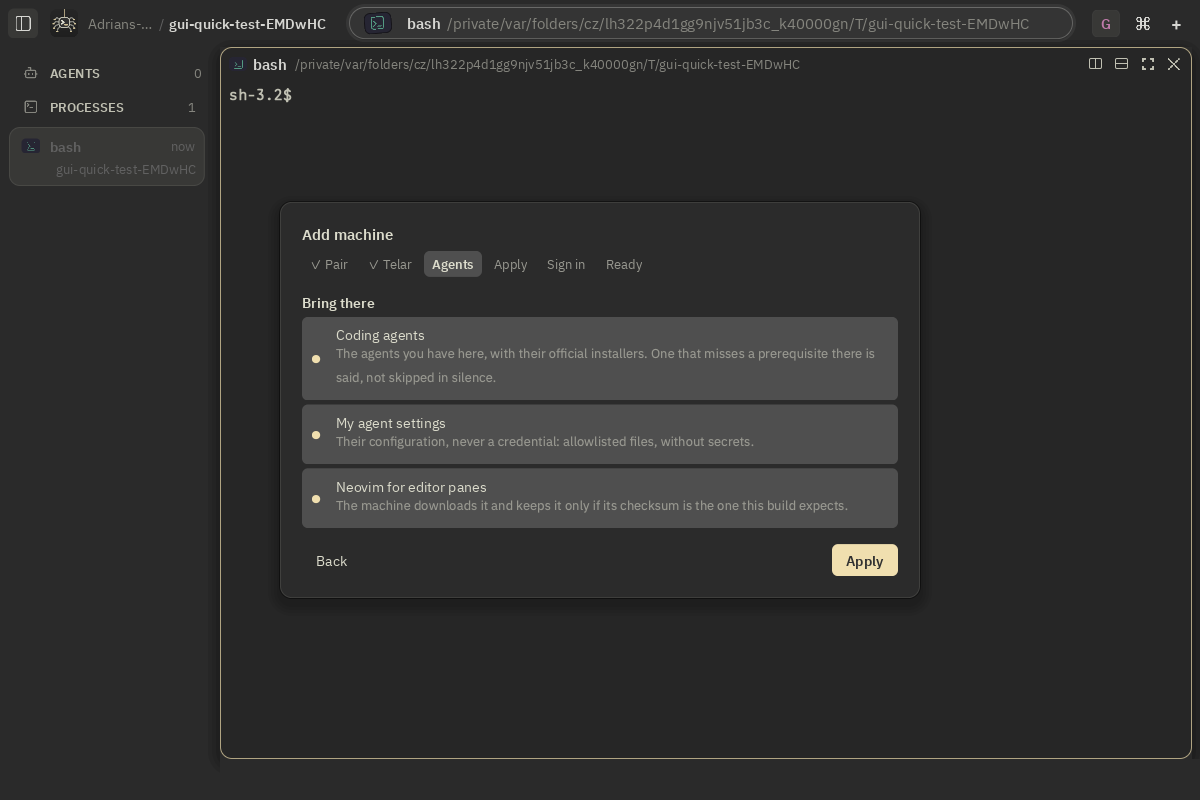 Adrians-... / gui-quick-test-EMDwHC
bash /private/var/folders/cz/lh322p4d1gg9njv51jb3c_k40000gn/T/gui-quick-test-EMDwHC
G ⌘ +
AGENTS 0
PROCESSES 1
bash now
gui-quick-test-EMDwHC
bash /private/var/folders/cz/lh322p4d1gg9njv51jb3c_k40000gn/T/gui-quick-test-EMDwHC
sh-3.2$
Add machine
✓ Pair ✓ Telar Agents Apply Sign in Ready
Bring there
Coding agents
The agents you have here, with their official installers. One that misses a prerequisite there is
said, not skipped in silence.
My agent settings
Their configuration, never a credential: allowlisted files, without secrets.
Neovim for editor panes
The machine downloads it and keeps it only if its checksum is the one this build expects.
Back Apply